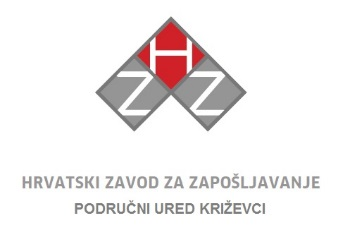 H
Z Z
HRVATSKI ZAVOD ZA ZAPOŠLJAVANJE
PODRUČNI URED KRIŽEVCI